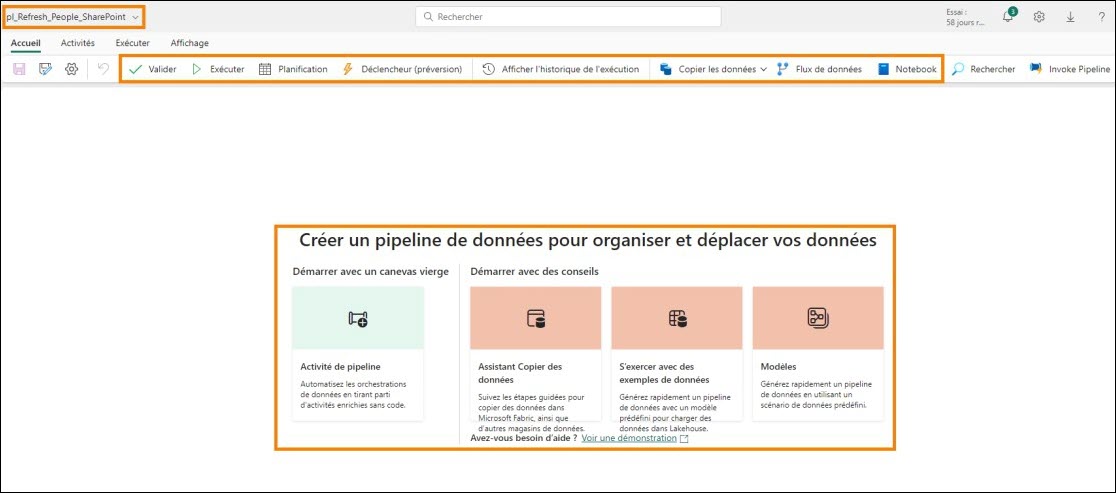 pl_Refresh_People_SharePoint
Rechercher
Essai :
58 jours r...
3
?
Accueil Activités Exécuter Affichage
Valider Exécuter Planification Déclencheur (préversion) Afficher l'historique de l'exécution Copier les données Flux de données Notebook Rechercher Invoke Pipeline
Créer un pipeline de données pour organiser et déplacer vos données
Démarrer avec un canevas vierge
Activité de pipeline
Automatisez les orchestrations
de données en tirant parti
d'activités enrichies sans code.
Démarrer avec des conseils
Assistant Copier des
données
Suivez les étapes guidées pour
copier des données dans
Microsoft Fabric, ainsi que
d'autres magasins de données.
S'exercer avec des
exemples de données
Générez rapidement un pipeline
de données avec un modèle
prédéfini pour charger des
données dans Lakehouse.
Modèles
Générez rapidement un pipeline
de données en utilisant un
scénario de données prédéfini.
Avez-vous besoin d'aide ? Voir une démonstration